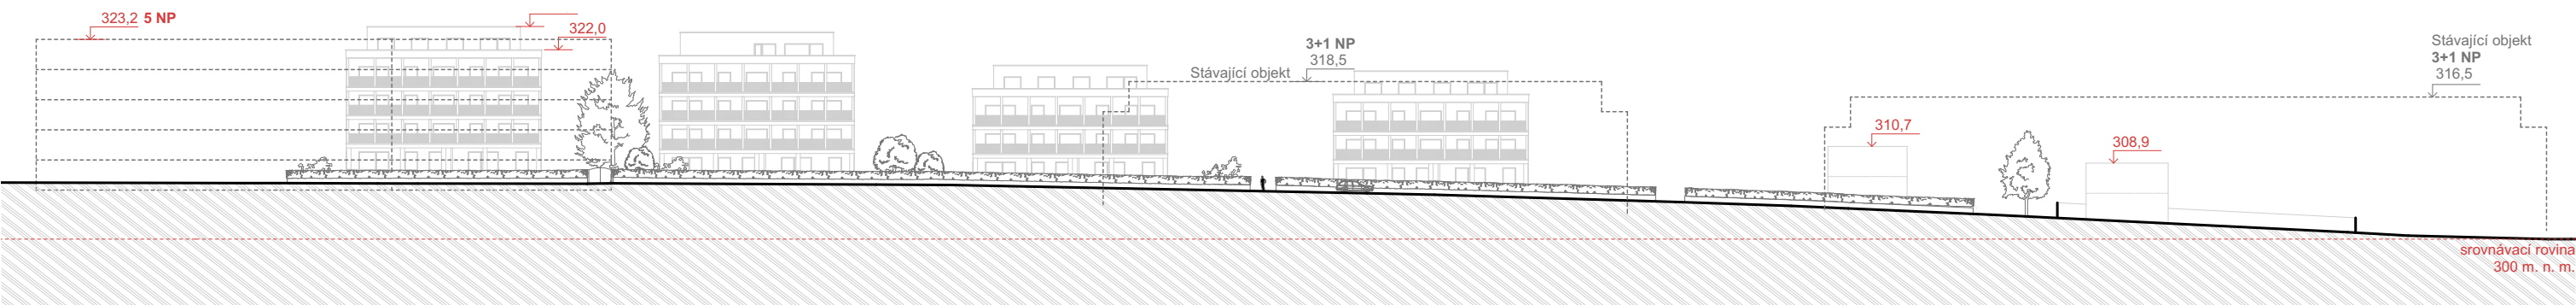 323,2 5 NP
322,0
3+1 NP
318,5
Stávající objekt
Stávající objekt
3+1 NP
316,5
310,7
308,9
srovnávací rovina
300 m. n. m.